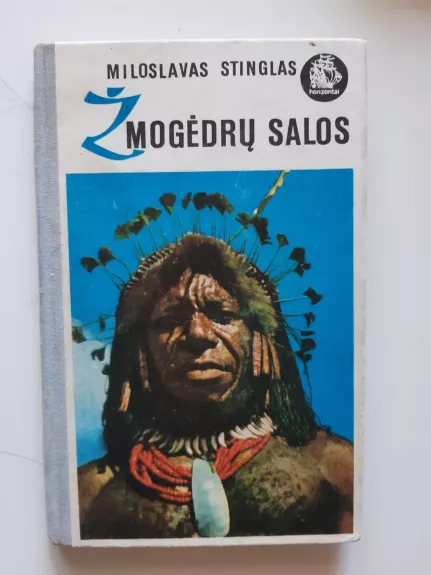 MILOSLAVAS STINGLAS
horizontai
ŽMOGĖDRŲ SALOS